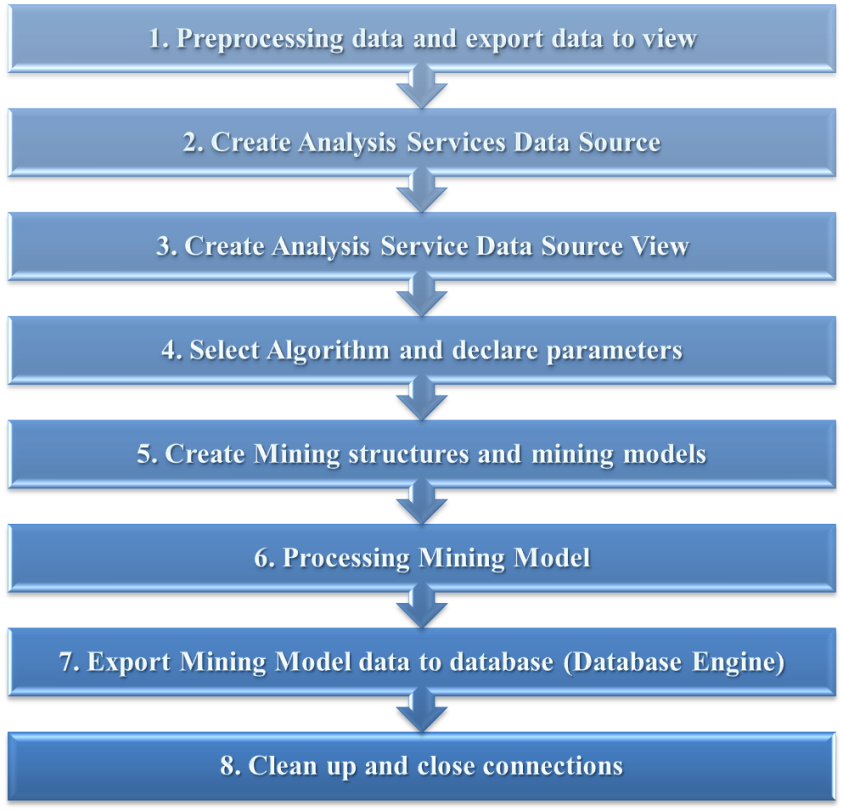 1. Preprocessing data and export data to view
2. Create Analysis Services Data Source
3. Create Analysis Service Data Source View
4. Select Algorithm and declare parameters
5. Create Mining structures and mining models
6. Processing Mining Model
7. Export Mining Model data to database (Database Engine)
8. Clean up and close connections